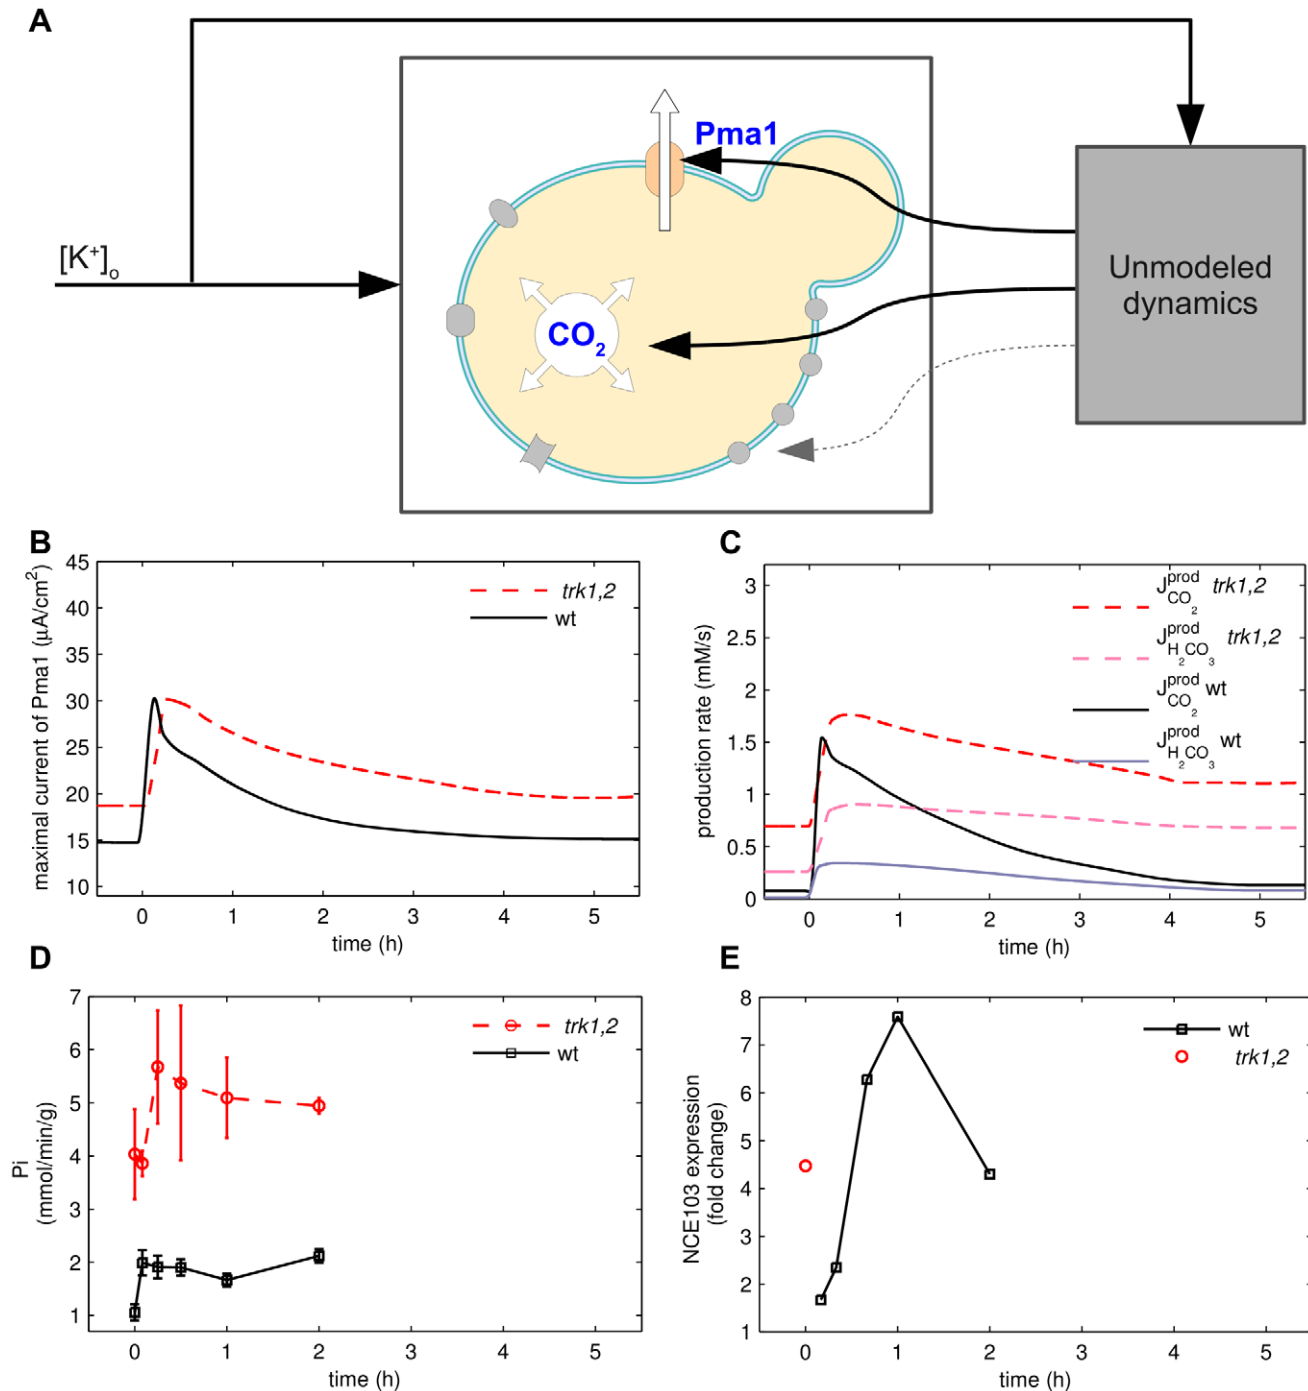 A
[K+]o
Pma1
CO2
Unmodeled
dynamics
B
maximal current of Pma1 (µA/cm2)
45
40
35
30
25
20
15
10
0 1 2 3 4 5
time (h)
trk1,2
wt
C
production rate (mM/s)
3
2.5
2
1.5
1
0.5
0
0 1 2 3 4 5
time (h)
JprodCO2 trk1,2
JprodH2CO3 trk1,2
JprodCO2 wt
JprodH2CO3 wt
D
Pi
(mmol/min/g)
7
6
5
4
3
2
1
0 1 2 3 4 5
time (h)
trk1,2
wt
E
NCE103 expression
(fold change)
8
7
6
5
4
3
2
1
0 1 2 3 4 5
time (h)
wt
trk1,2